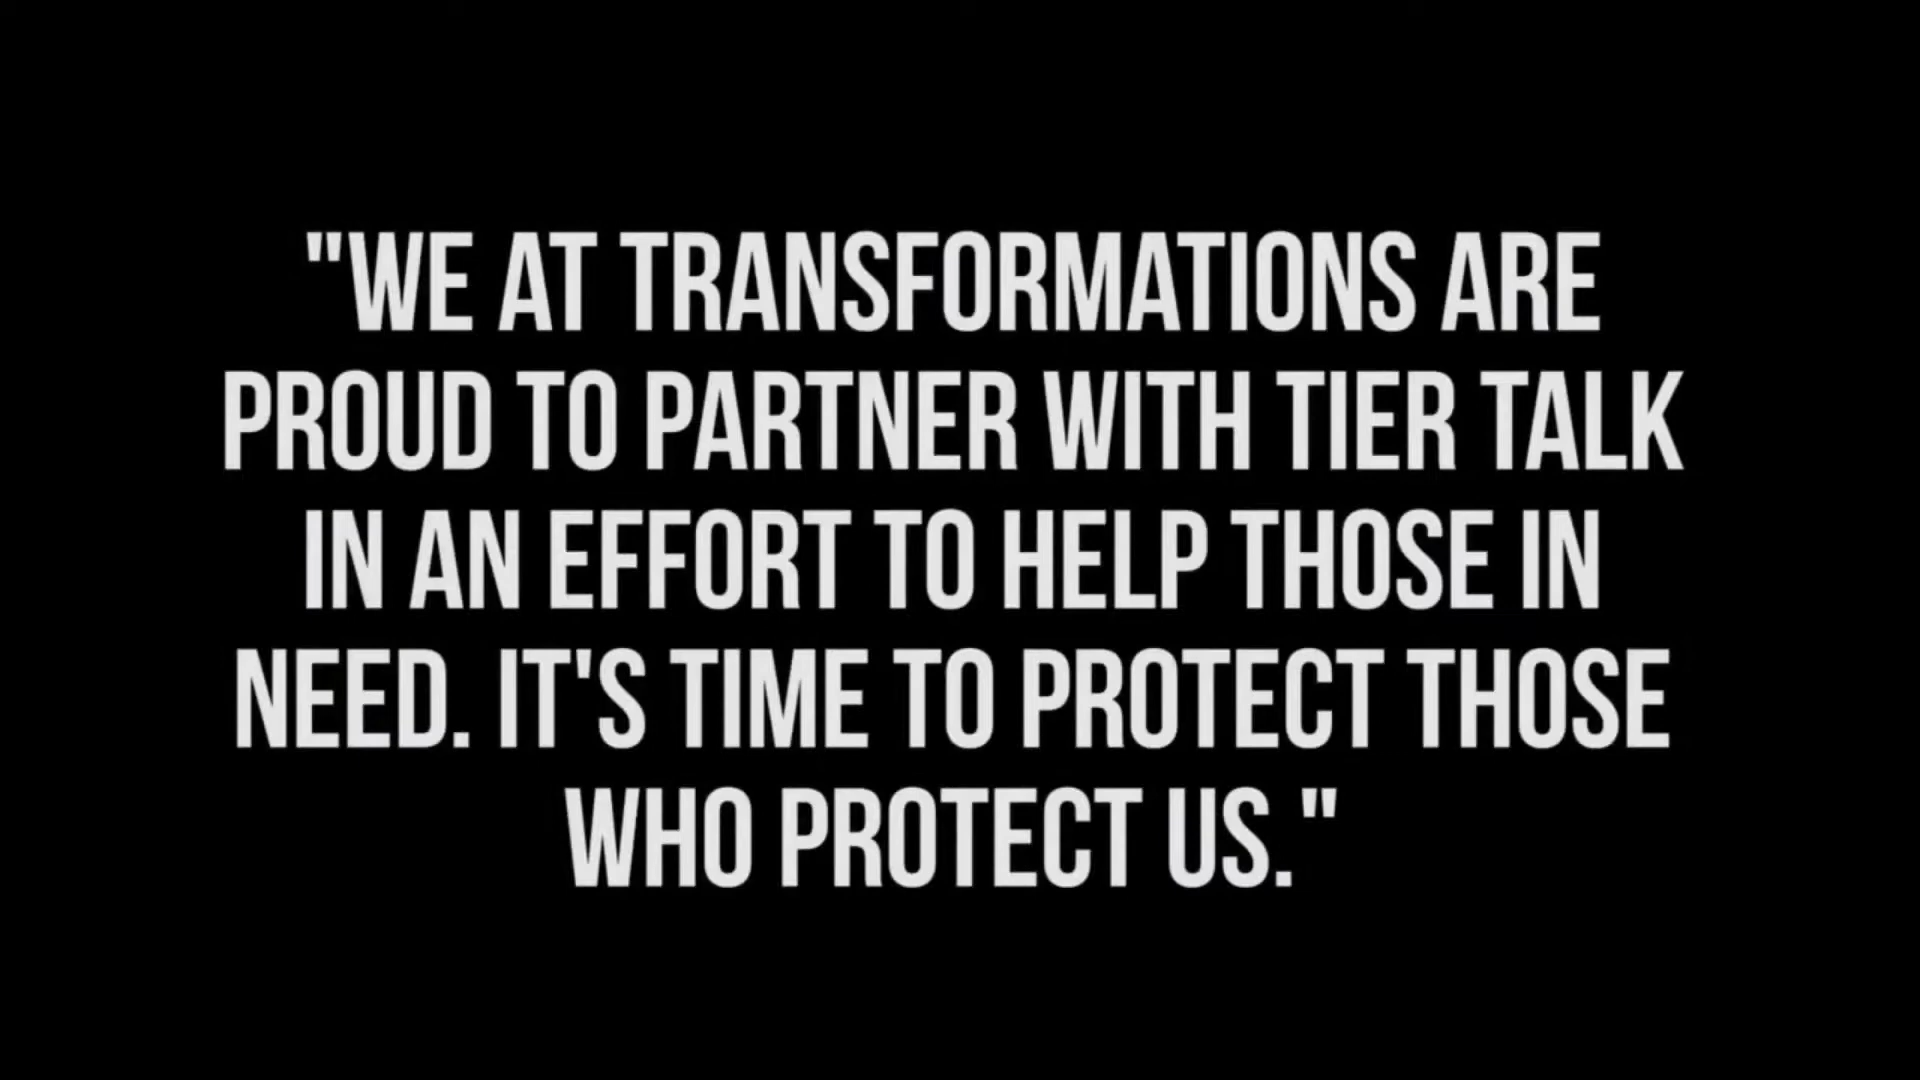 "WE AT TRANSFORMATIONS ARE
PROUD TO PARTNER WITH TIER TALK
IN AN EFFORT TO HELP THOSE IN
NEED. IT'S TIME TO PROTECT THOSE
WHO PROTECT US."